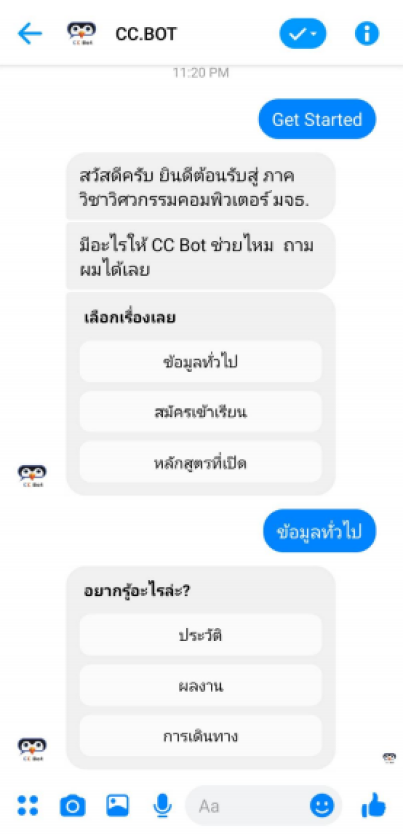 CC.BOT
CC Bot
11:20 PM
Get Started
สวัสดีครับ ยินดีต้อนรับสู่ ภาค
วิชาวิศวกรรมคอมพิวเตอร์ มจธ.
มีอะไรให้ CC Bot ช่วยไหม ถาม
ผมได้เลย
เลือกเรื่องเลย
ข้อมูลทั่วไป
สมัครเข้าเรียน
หลักสูตรที่เปิด
CC Bot
ข้อมูลทั่วไป
อยากรู้อะไรล่ะ?
ประวัติ
ผลงาน
การเดินทาง
CC Bot
Aa